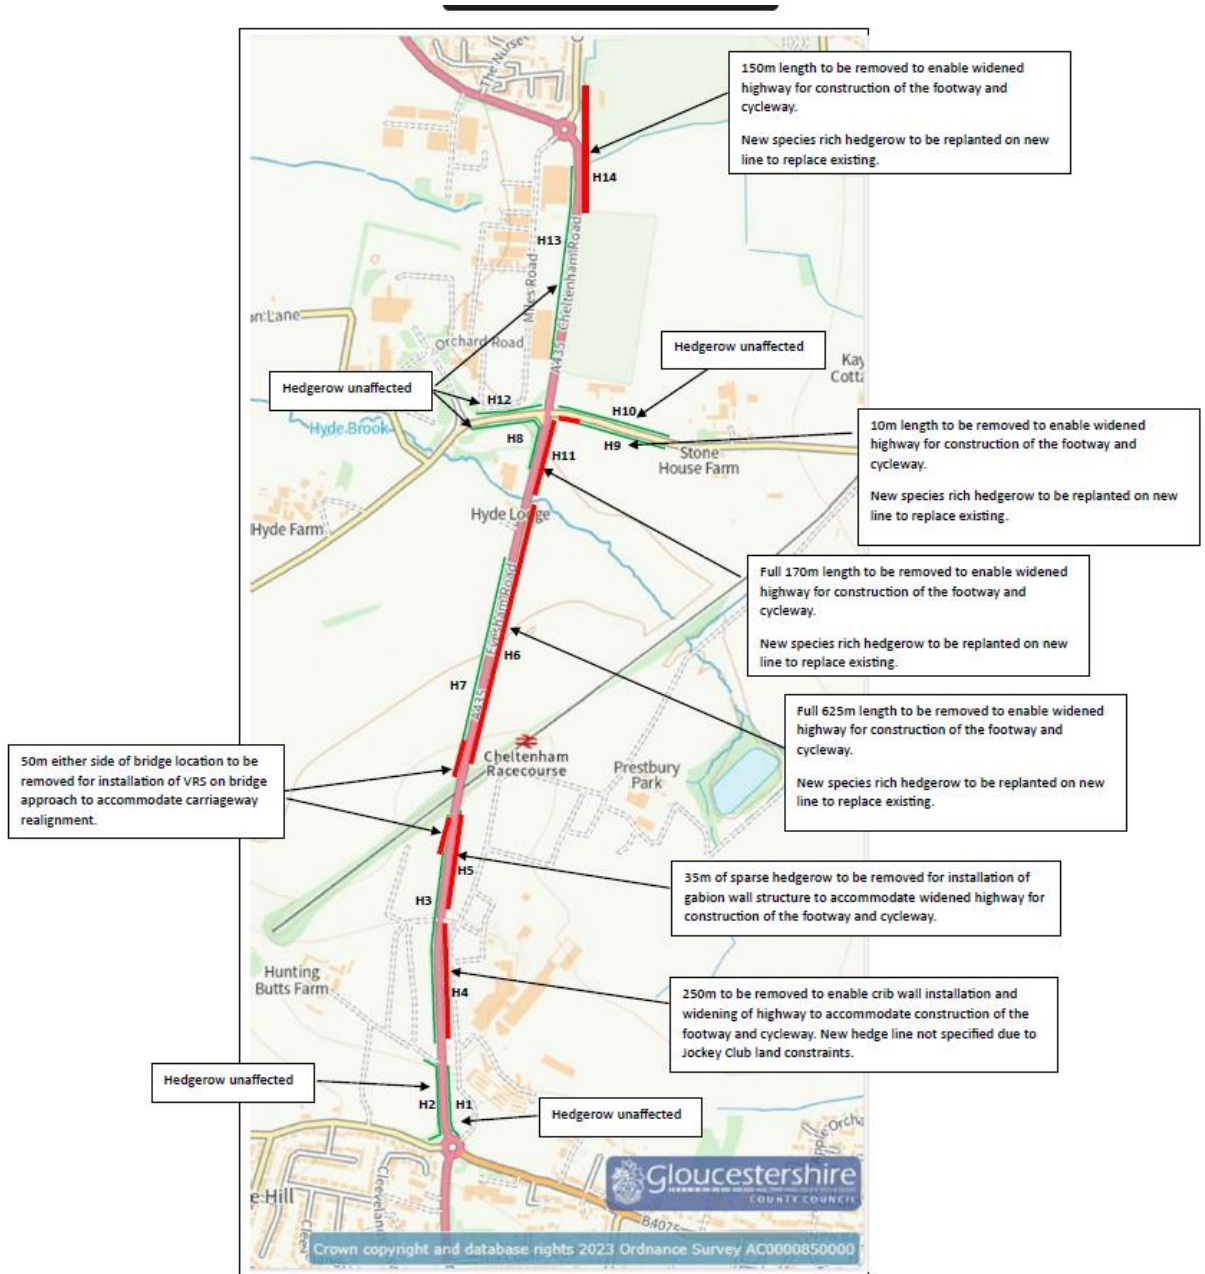 The Nurser
150m length to be removed to enable widened
highway for construction of the footway and
cycleway.
New species rich hedgerow to be replanted on new
line to replace existing.
H14
H13
Miles Road
A435 Cheltenham Road
on Lane
Orchard Road
Hedgerow unaffected
Kay
Cotta
Hedgerow unaffected
H12
H10
Hyde Brook
H8
H9
H11
Stone
House Farm
10m length to be removed to enable widened
highway for construction of the footway and
cycleway.
New species rich hedgerow to be replanted on new
line to replace existing.
Hyde Lodge
Hyde Farm
Full 170m length to be removed to enable widened
highway for construction of the footway and
cycleway.
New species rich hedgerow to be replanted on new
line to replace existing.
A435 Evesham Road
H6
H7
Full 625m length to be removed to enable widened
highway for construction of the footway and
cycleway.
New species rich hedgerow to be replanted on new
line to replace existing.
50m either side of bridge location to be
removed for installation of VRS on bridge
approach to accommodate carriageway
realignment.
Cheltenham
Racecourse
Prestbury
Park
H5
H3
35m of sparse hedgerow to be removed for installation of
gabion wall structure to accommodate widened highway for
construction of the footway and cycleway.
Hunting
Butts Farm
H4
250m to be removed to enable crib wall installation and
widening of highway to accommodate construction of the
footway and cycleway. New hedge line not specified due to
Jockey Club land constraints.
Hedgerow unaffected
H2
H1
Hedgerow unaffected
Apple Orcha
Gloucestershire
COUNTY COUNCIL
e Hill
Cleevelan
Clee
B4075
Crown copyright and database rights 2023 Ordnance Survey AC0000850000